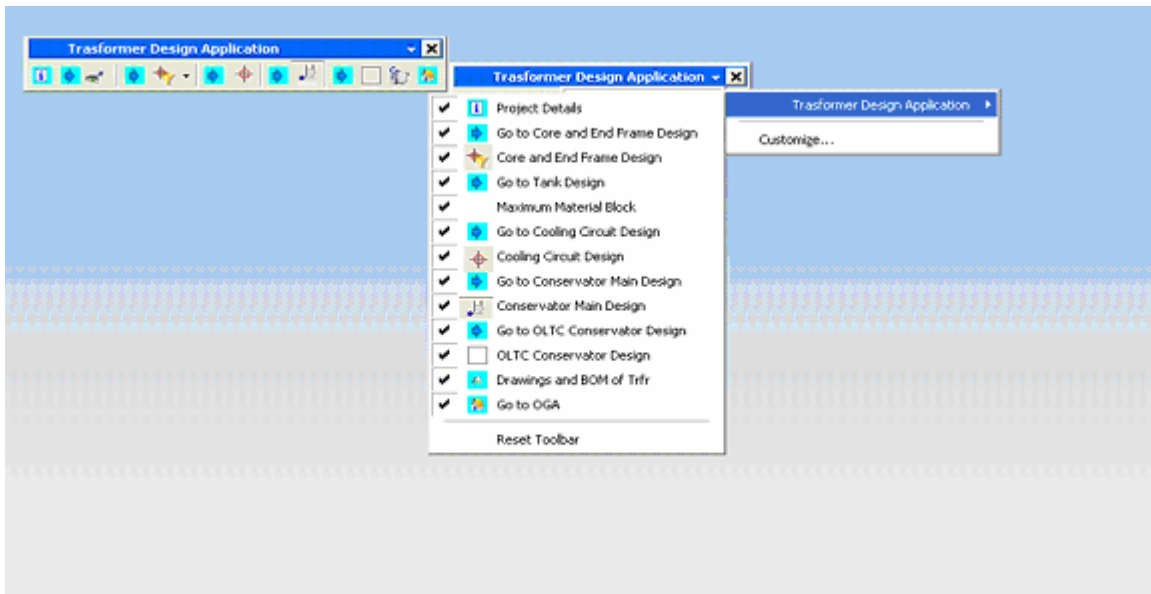 Trasformer Design Application
Trasformer Design Application
Trasformer Design Application
Customize...
Project Details
Go to Core and End Frame Design
Core and End Frame Design
Go to Tank Design
Maximum Material Block
Go to Cooling Circuit Design
Cooling Circuit Design
Go to Conservator Main Design
Conservator Main Design
Go to OLTC Conservator Design
OLTC Conservator Design
Drawings and BOM of Trfr
Go to OGA
Reset Toolbar